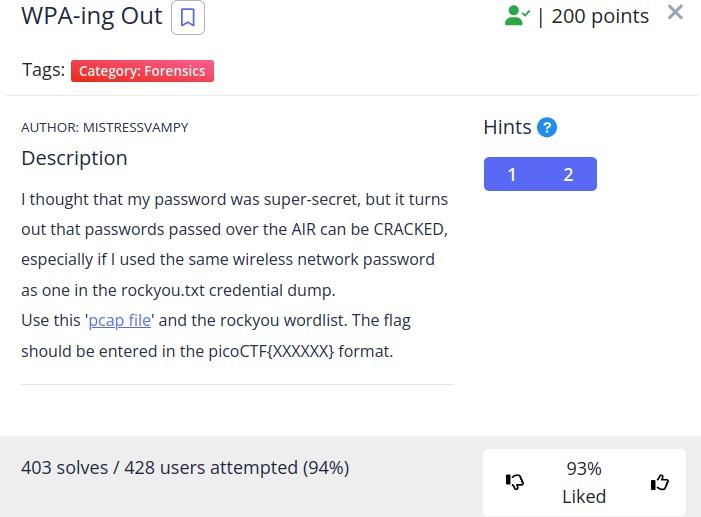 WPA-ing Out
| 200 points
Tags: Category: Forensics
AUTHOR: MISTRESSVAMPY
Hints ?
Description
1 2
I thought that my password was super-secret, but it turns
out that passwords passed over the AIR can be CRACKED,
especially if I used the same wireless network password
as one in the rockyou.txt credential dump.
Use this 'pcap file' and the rockyou wordlist. The flag
should be entered in the picoCTF{XXXXXX} format.
403 solves / 428 users attempted (94%)
93%
Liked